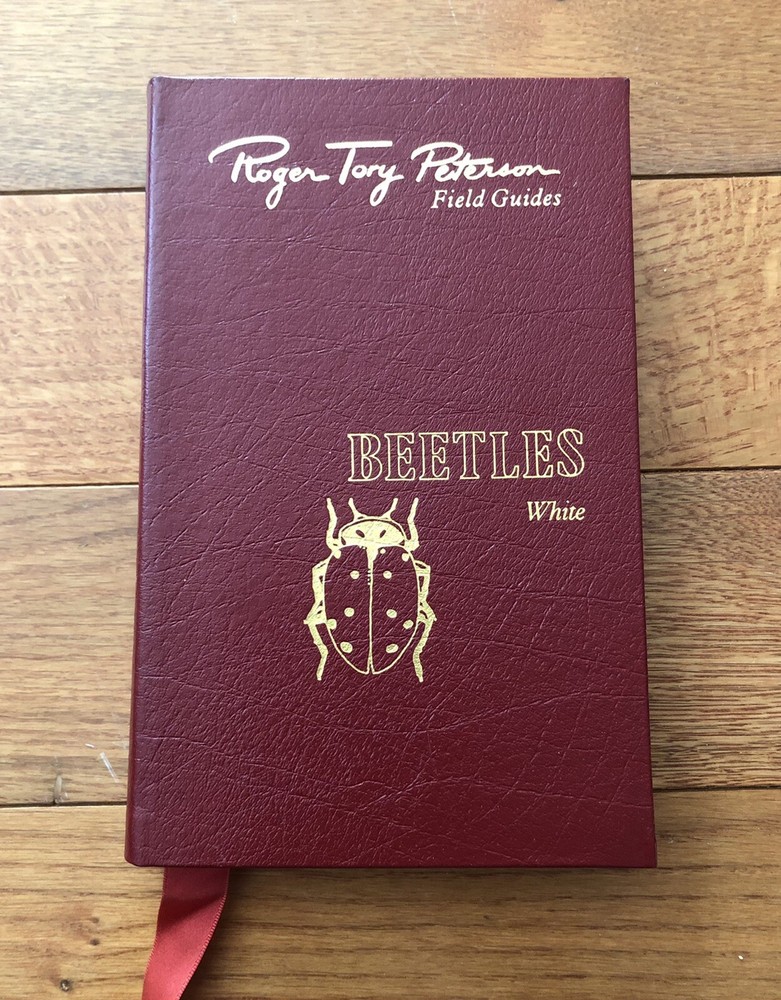 Roger Tory Peterson
Field Guides
BEETLES
White